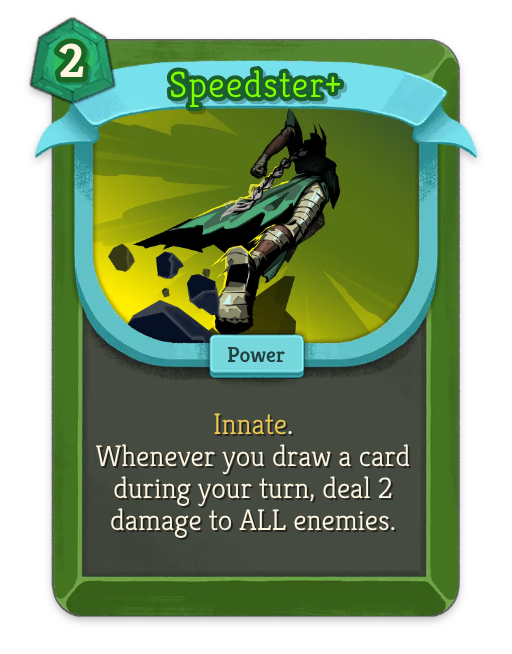 2
Speedster+
Power
Innate.
Whenever you draw a card
during your turn, deal 2
damage to ALL enemies.